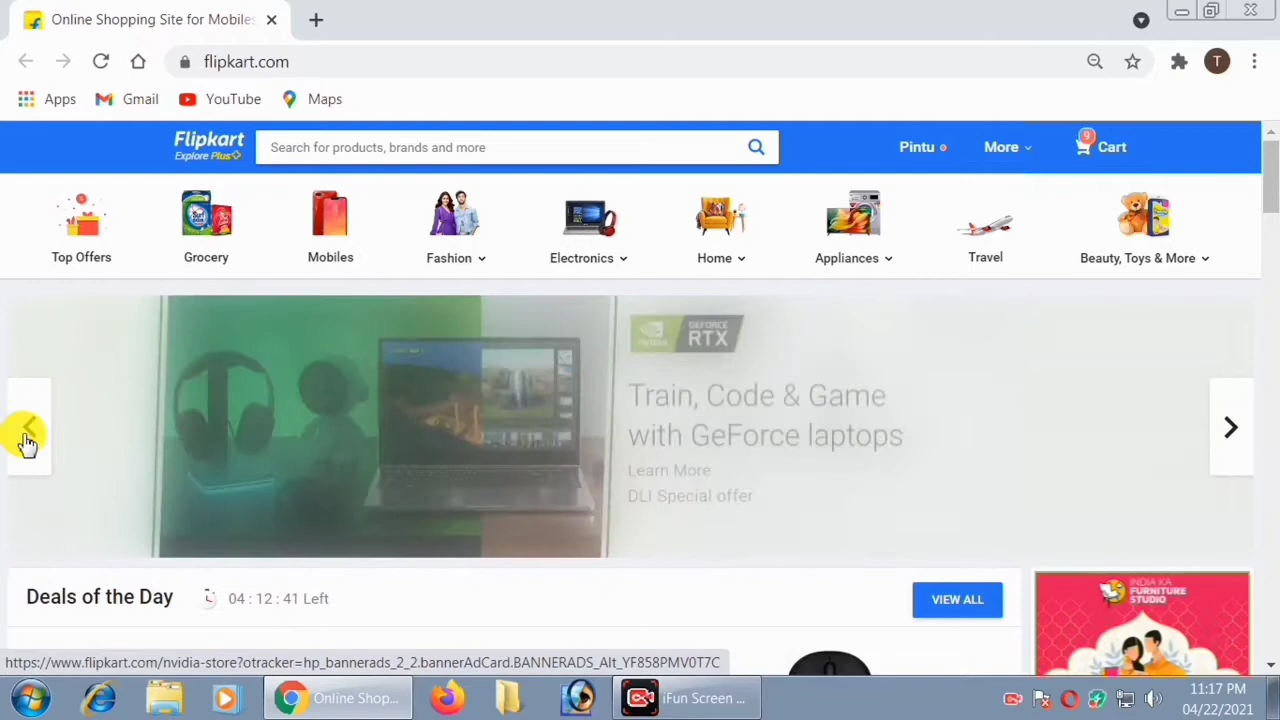 Online Shopping Site for Mobiles
flipkart.com
T
Apps
Gmail
YouTube
Maps
Flipkart
Explore Plus
Search for products, brands and more
Pintu
More
9
Cart
Top Offers
Grocery
Mobiles
Fashion
Electronics
Home
Appliances
Travel
Beauty, Toys & More
NVIDIA
GEFORCE
RTX
Train, Code & Game
with GeForce laptops
Learn More
DLI Special offer
Deals of the Day
04 : 12 : 41 Left
VIEW ALL
INDIA KA
FURNITURE
STUDIO
https://www.flipkart.com/nvidia-store?otracker=hp_bannerads_2_2.bannerAdCard.BANNERADS_Alt_YF858PMV0T7C
Online Shop...
iFun Screen ...
11:17 PM
04/22/2021